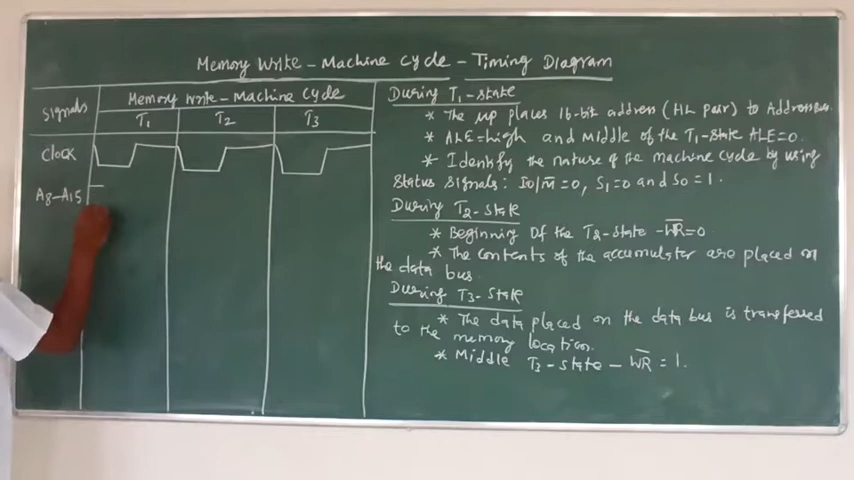 Memory Write - Machine Cycle - Timing Diagram
Signals
Memory Write - Machine Cycle
T1 T2 T3
Clock
A8-A15
During T1-state
* The up places 16-bit address (HL pair) to Address Bus.
* ALE=high and Middle of the T1-state ALE=0.
* Identify the nature of the machine cycle by using
Status Signals: IO/M̅=0, S1=0 and S0=1.
During T2-state
* Beginning of the T2-state - W̅R̅=0
* The contents of the accumulator are placed on
the data bus
During T3-state
* The data placed on the data bus is transferred
to the memory location.
* Middle T3-state - W̅R̅ = 1.